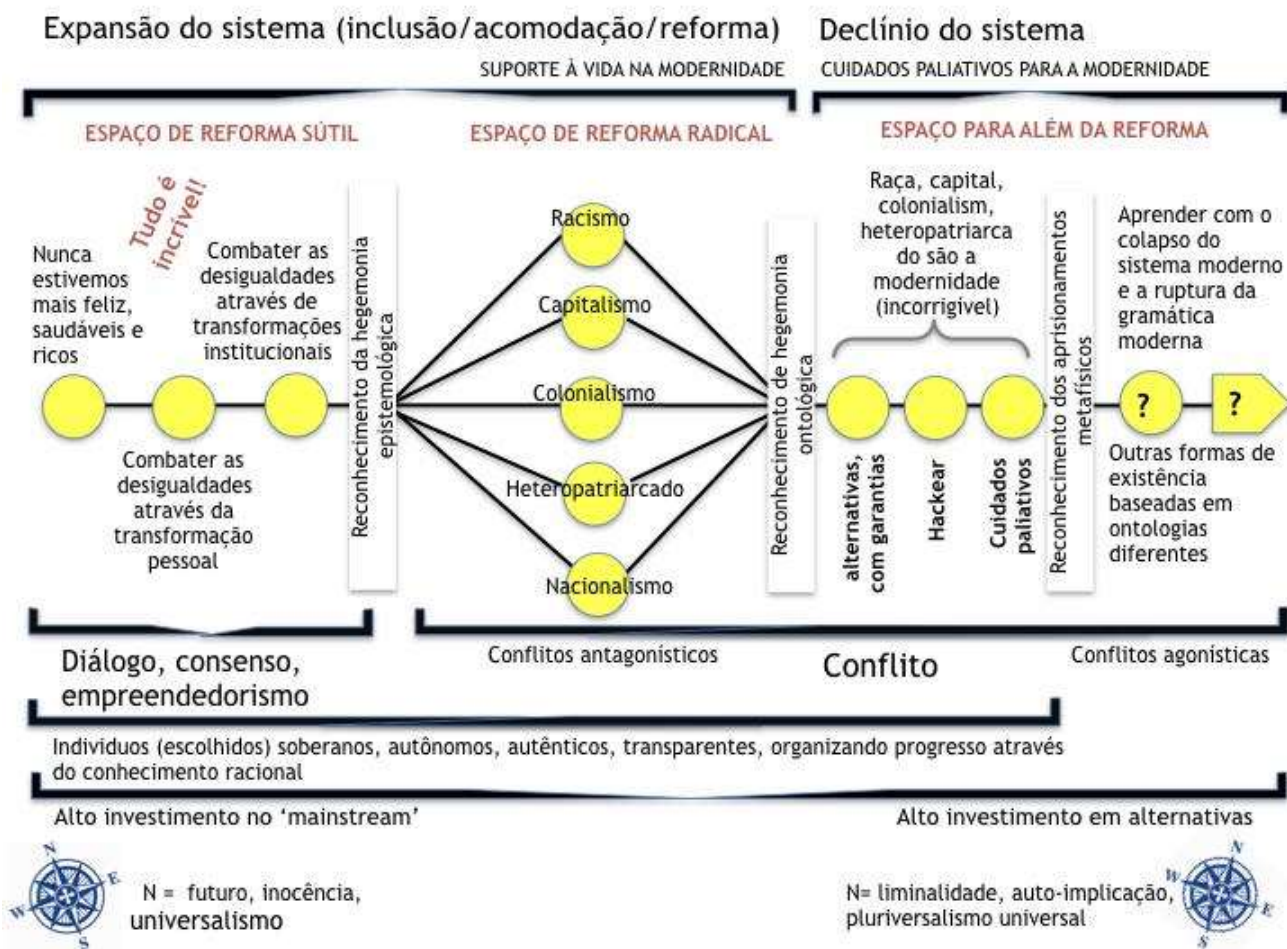 Expansão do sistema (inclusão/acomodação/reforma)
SUPORTE À VIDA NA MODERNIDADE
Declínio do sistema
CUIDADOS PALIATIVOS PARA A MODERNIDADE
ESPAÇO DE REFORMA SÚTIL
ESPAÇO DE REFORMA RADICAL
ESPAÇO PARA ALÉM DA REFORMA
Nunca
estivemos
mais feliz,
saudáveis e
ricos
Tudo é
incrível!
Combater as
desigualdades
através de
transformações
institucionais
Combater as
desigualdades
através da
transformação
pessoal
Reconhecimento da hegemonia
epistemológica
Racismo
Capitalismo
Colonialismo
Heteropatriarcado
Nacionalismo
Reconhecimento de hegemonia
ontológica
Raça, capital,
colonialism,
heteropatriarca
do são a
modernidade
(incorrigível)
alternativas,
com garantias
Hackear
Cuidados
paliativos
Reconhecimento dos aprisionamentos
metafísicos
Aprender com o
colapso do
sistema moderno
e a ruptura da
gramática
moderna
?
?
Outras formas de
existência
baseadas em
ontologias
diferentes
Diálogo, consenso,
empreendedorismo
Conflitos antagonísticos
Conflito
Conflitos agonísticas
Individuos (escolhidos) soberanos, autônomos, autênticos, transparentes, organizando progresso através
do conhecimento racional
Alto investimento no ‘mainstream’
Alto investimento em alternativas
N
W
E
S
N = futuro, inocência,
universalismo
N= liminalidade, auto-implicação,
pluriversalismo universal
N
W
E
S